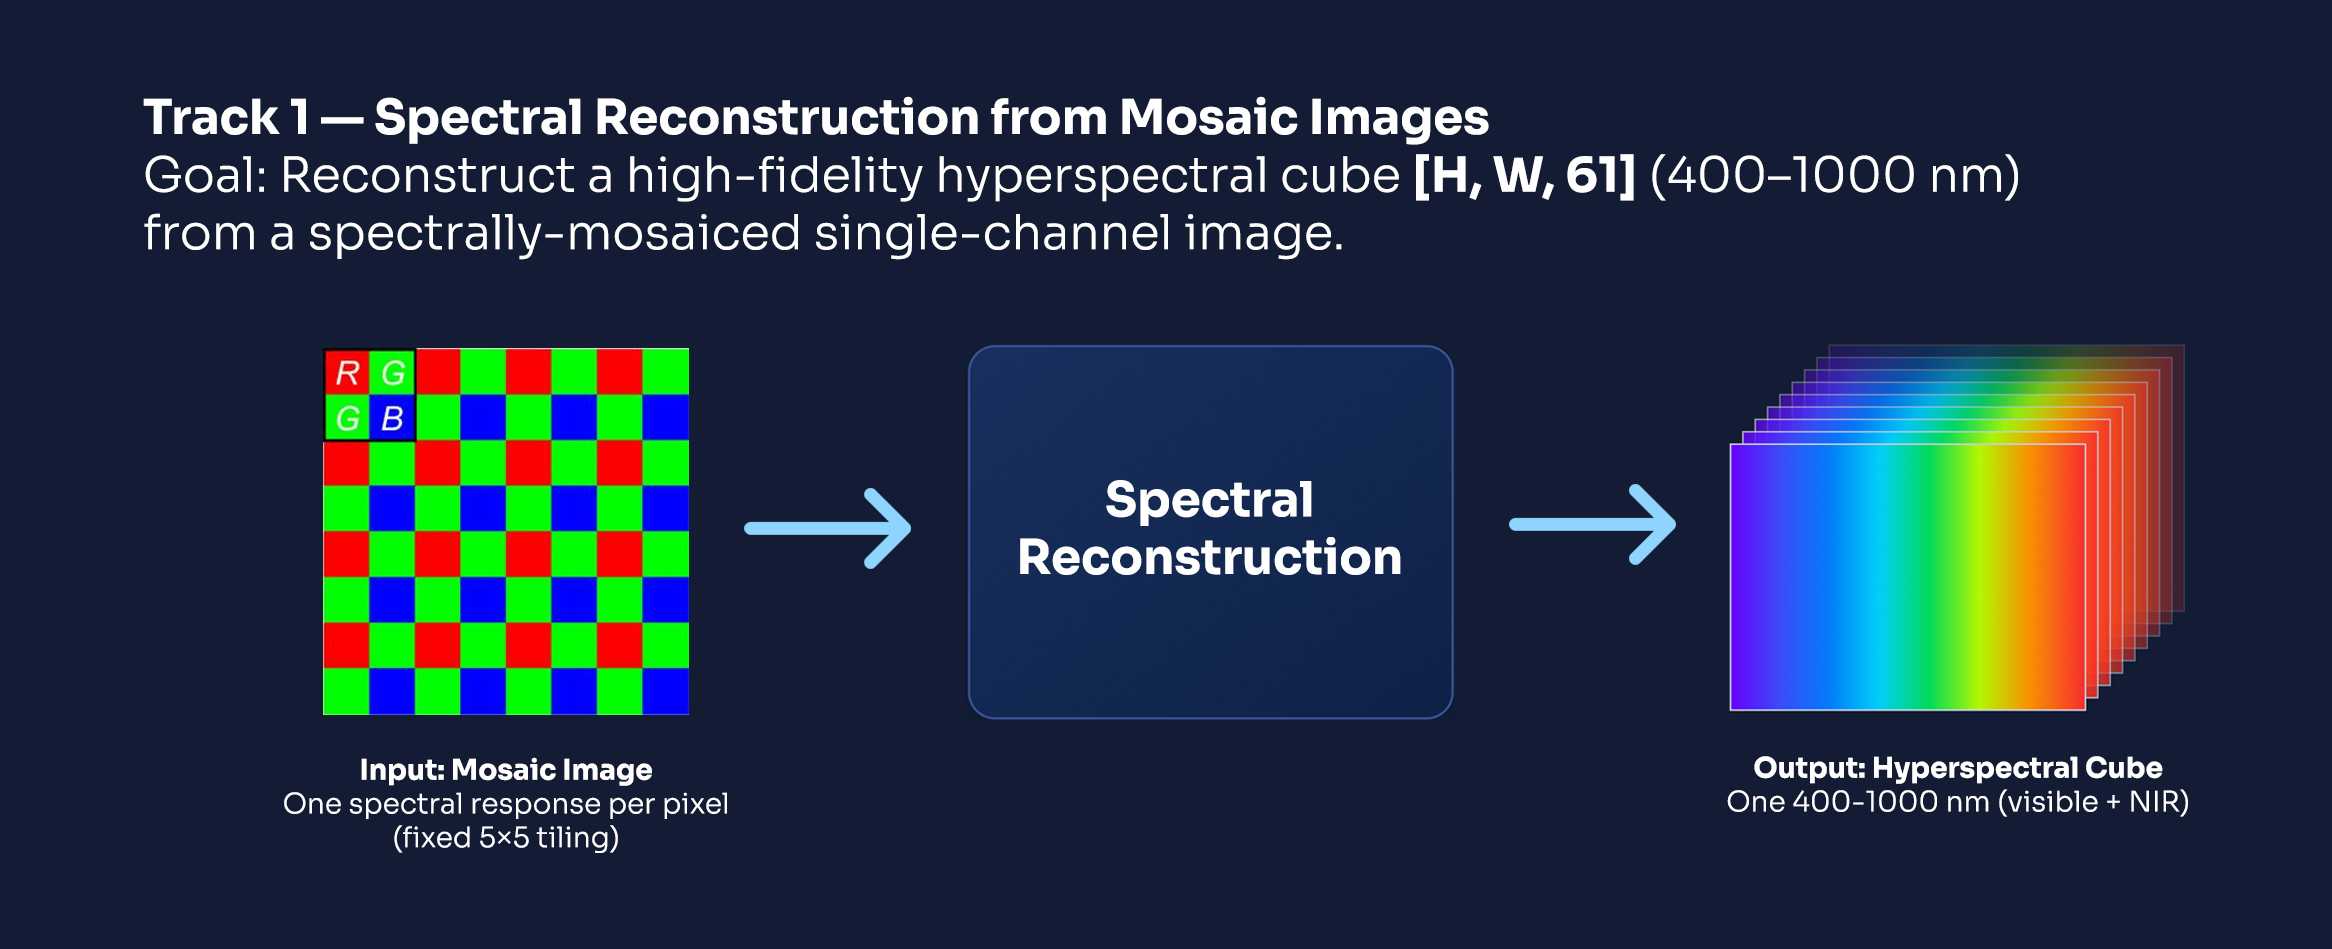 Track 1 — Spectral Reconstruction from Mosaic Images
Goal: Reconstruct a high-fidelity hyperspectral cube [H, W, 61] (400–1000 nm)
from a spectrally-mosaiced single-channel image.
R G
G B
Spectral
Reconstruction
Input: Mosaic Image
One spectral response per pixel
(fixed 5×5 tiling)
Output: Hyperspectral Cube
One 400-1000 nm (visible + NIR)